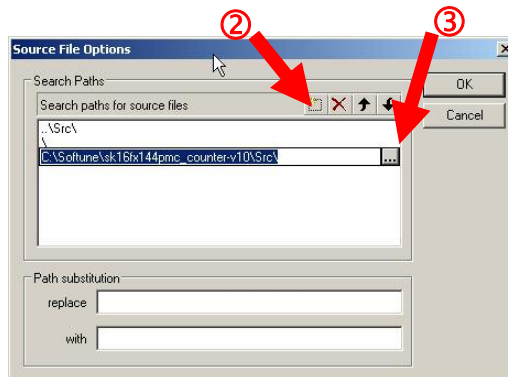 ② ③
Source File Options
Search Paths
OK
Search paths for source files
Cancel
..\Src\
\
C:\Softune\sk16fx144pmc_counter-v10\Src\
...
Path substitution
replace
with